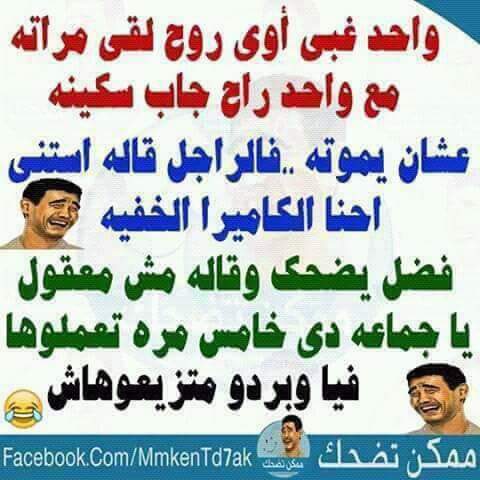 واحد غبى أوى روح لقى مراته
مع واحد راح جاب سكينه
عشان يموته ..فالراجل قاله استنى
احنا الكاميرا الخفيه
فضل يضحك وقاله مش معقول
يا جماعه دى خامس مره تعملوها
فيا وبردو متزيعوهاش
ممكن تضحك
ممكن تضحك
Facebook.Com/MmkenTd7ak